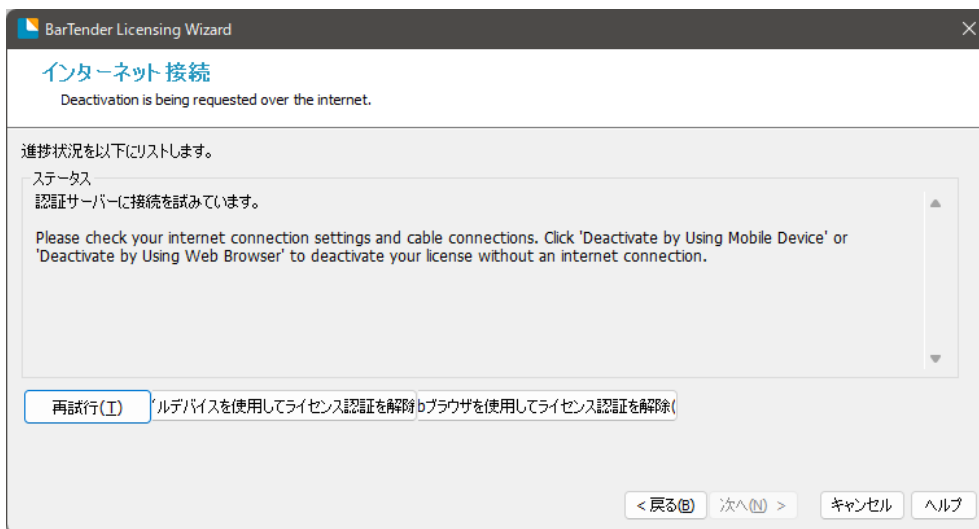 BarTender Licensing Wizard
インターネット接続
Deactivation is being requested over the internet.
進捗状況を以下にリストします。
ステータス
認証サーバーに接続を試みています。
Please check your internet connection settings and cable connections. Click 'Deactivate by Using Mobile Device' or
'Deactivate by Using Web Browser' to deactivate your license without an internet connection.
再試行(T) ルデバイスを使用してライセンス認証を解除 bブラウザを使用してライセンス認証を解除(
< 戻る(B) 次へ(N) > キャンセル ヘルプ